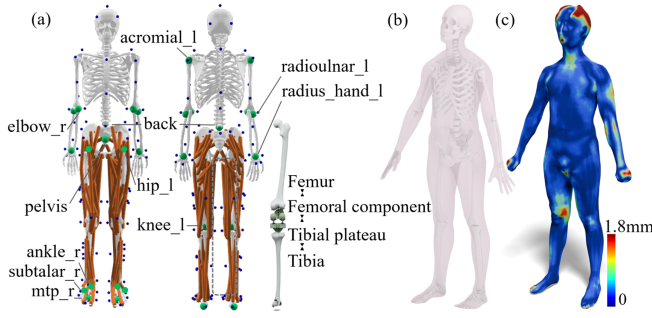 (a)
acromial_l
radioulnar_l
radius_hand_l
elbow_r
back
hip_l
pelvis
knee_l
ankle_r
subtalar_r
mtp_r
Femur
Femoral component
Tibial plateau
Tibia
(b)
(c)
1.8mm
0